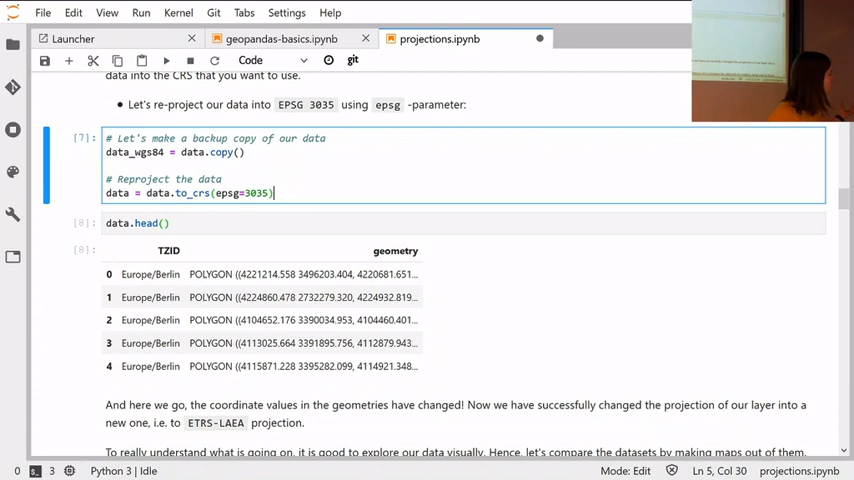 File Edit View Run Kernel Git Tabs Settings Help
Launcher
geopandas-basics.ipynb
projections.ipynb
Code
git
data into the CRS that you want to use.
• Let's re-project our data into EPSG 3035 using epsg -parameter:
[7]:
# Let's make a backup copy of our data
data_wgs84 = data.copy()
# Reproject the data
data = data.to_crs(epsg=3035)
[8]:
data.head()
[8]:
TZID geometry
0 Europe/Berlin POLYGON ((4221214.558 3496203.404, 4220681.651...
1 Europe/Berlin POLYGON ((4224860.478 2732279.320, 4224932.819...
2 Europe/Berlin POLYGON ((4104652.176 3390034.953, 4104460.401...
3 Europe/Berlin POLYGON ((4113025.664 3391895.756, 4112879.943...
4 Europe/Berlin POLYGON ((4115871.228 3395282.099, 4114921.348...
And here we go, the coordinate values in the geometries have changed! Now we have successfully changed the projection of our layer into a
new one, i.e. to ETRS-LAEA projection.
To really understand what is going on, it is good to explore our data visually. Hence, let's compare the datasets by making maps out of them.
0 3 Python 3 | Idle Mode: Edit Ln 5, Col 30 projections.ipynb